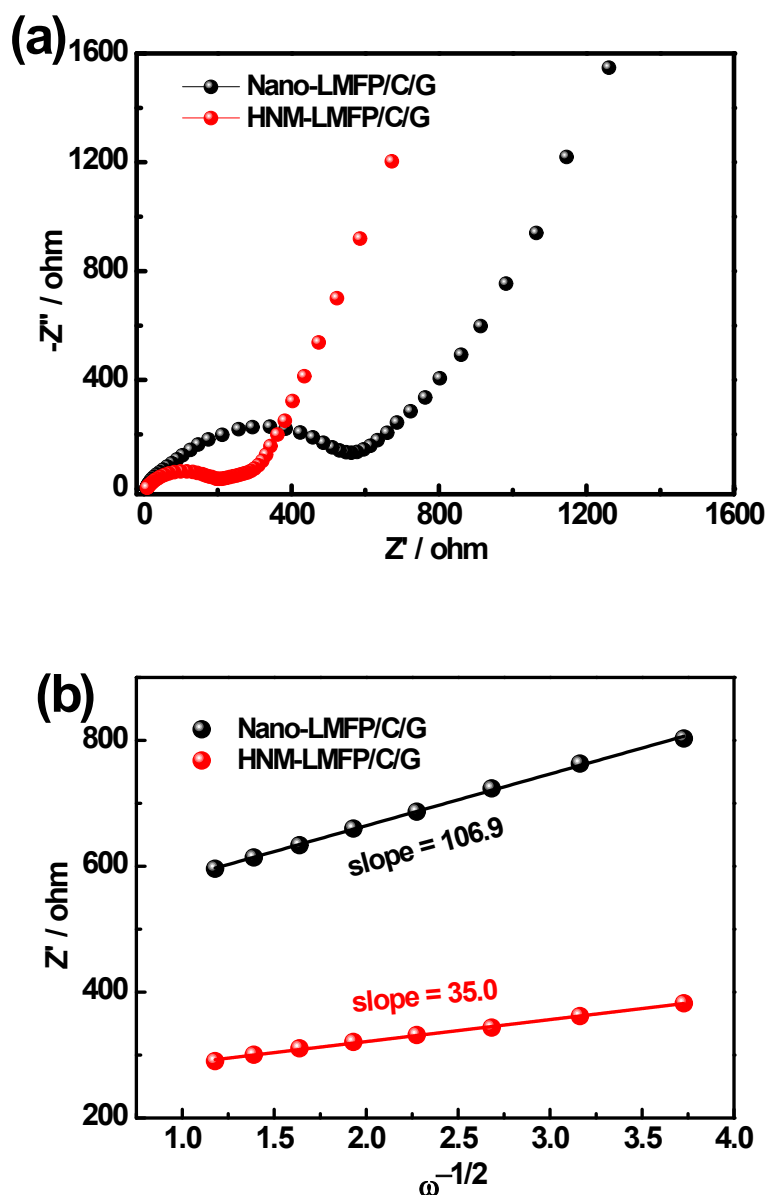 (a)
1600
1200
800
400
0
-Z" / ohm
Nano-LMFP/C/G
HNM-LMFP/C/G
0 400 800 1200 1600
Z' / ohm
(b)
800
600
400
200
Z' / ohm
Nano-LMFP/C/G
HNM-LMFP/C/G
slope = 106.9
slope = 35.0
1.0 1.5 2.0 2.5 3.0 3.5 4.0
ω–1/2